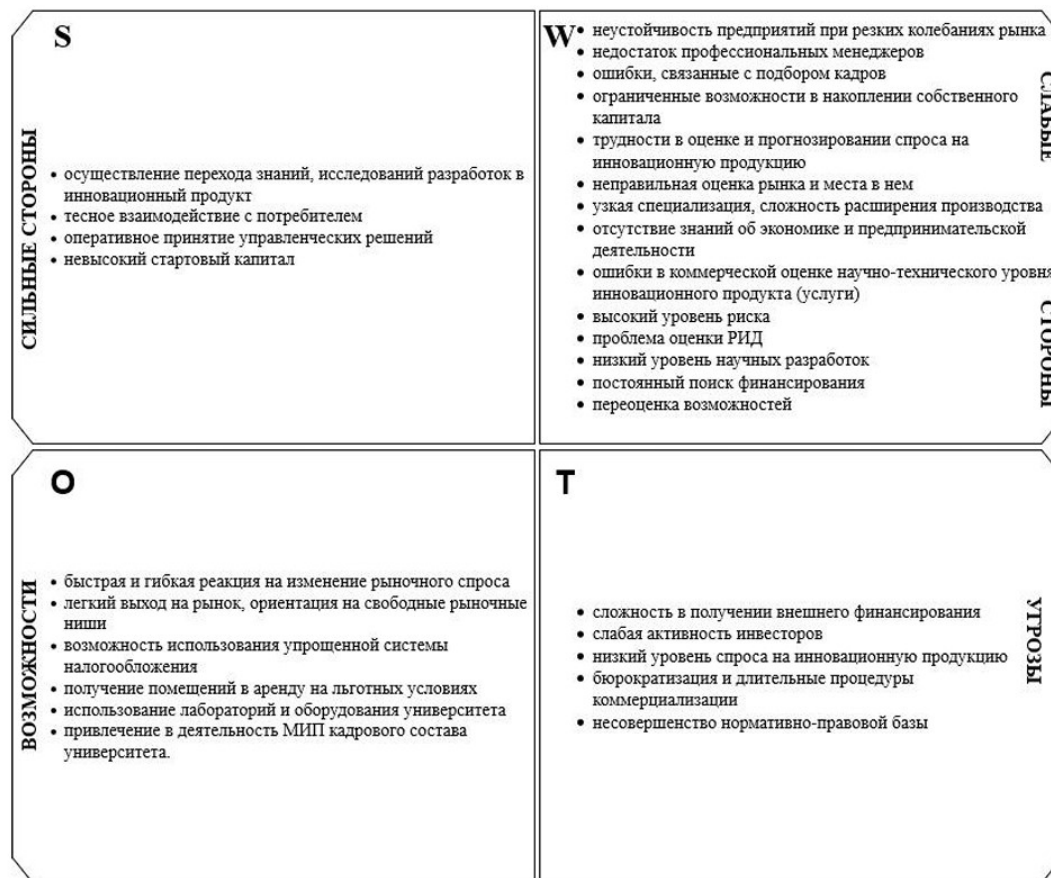 S
СИЛЬНЫЕ СТОРОНЫ
• осуществление перехода знаний, исследований разработок в
инновационный продукт
• тесное взаимодействие с потребителем
• оперативное принятие управленческих решений
• невысокий стартовый капитал
W
• неустойчивость предприятий при резких колебаниях рынка
• недостаток профессиональных менеджеров
• ошибки, связанные с подбором кадров
• ограниченные возможности в накоплении собственного
капитала
• трудности в оценке и прогнозировании спроса на
инновационную продукцию
• неправильная оценка рынка и места в нем
• узкая специализация, сложность расширения производства
• отсутствие знаний об экономике и предпринимательской
деятельности
• ошибки в коммерческой оценке научно-технического уровня
инновационного продукта (услуги)
• высокий уровень риска
• проблема оценки РИД
• низкий уровень научных разработок
• постоянный поиск финансирования
• переоценка возможностей
СЛАБЫЕ СТОРОНЫ
O
ВОЗМОЖНОСТИ
• быстрая и гибкая реакция на изменение рыночного спроса
• легкий выход на рынок, ориентация на свободные рыночные
ниши
• возможность использования упрощенной системы
налогообложения
• получение помещений в аренду на льготных условиях
• использование лабораторий и оборудования университета
• привлечение в деятельность МИП кадрового состава
университета.
T
• сложность в получении внешнего финансирования
• слабая активность инвесторов
• низкий уровень спроса на инновационную продукцию
• бюрократизация и длительные процедуры
коммерциализации
• несовершенство нормативно-правовой базы
УГРОЗЫ